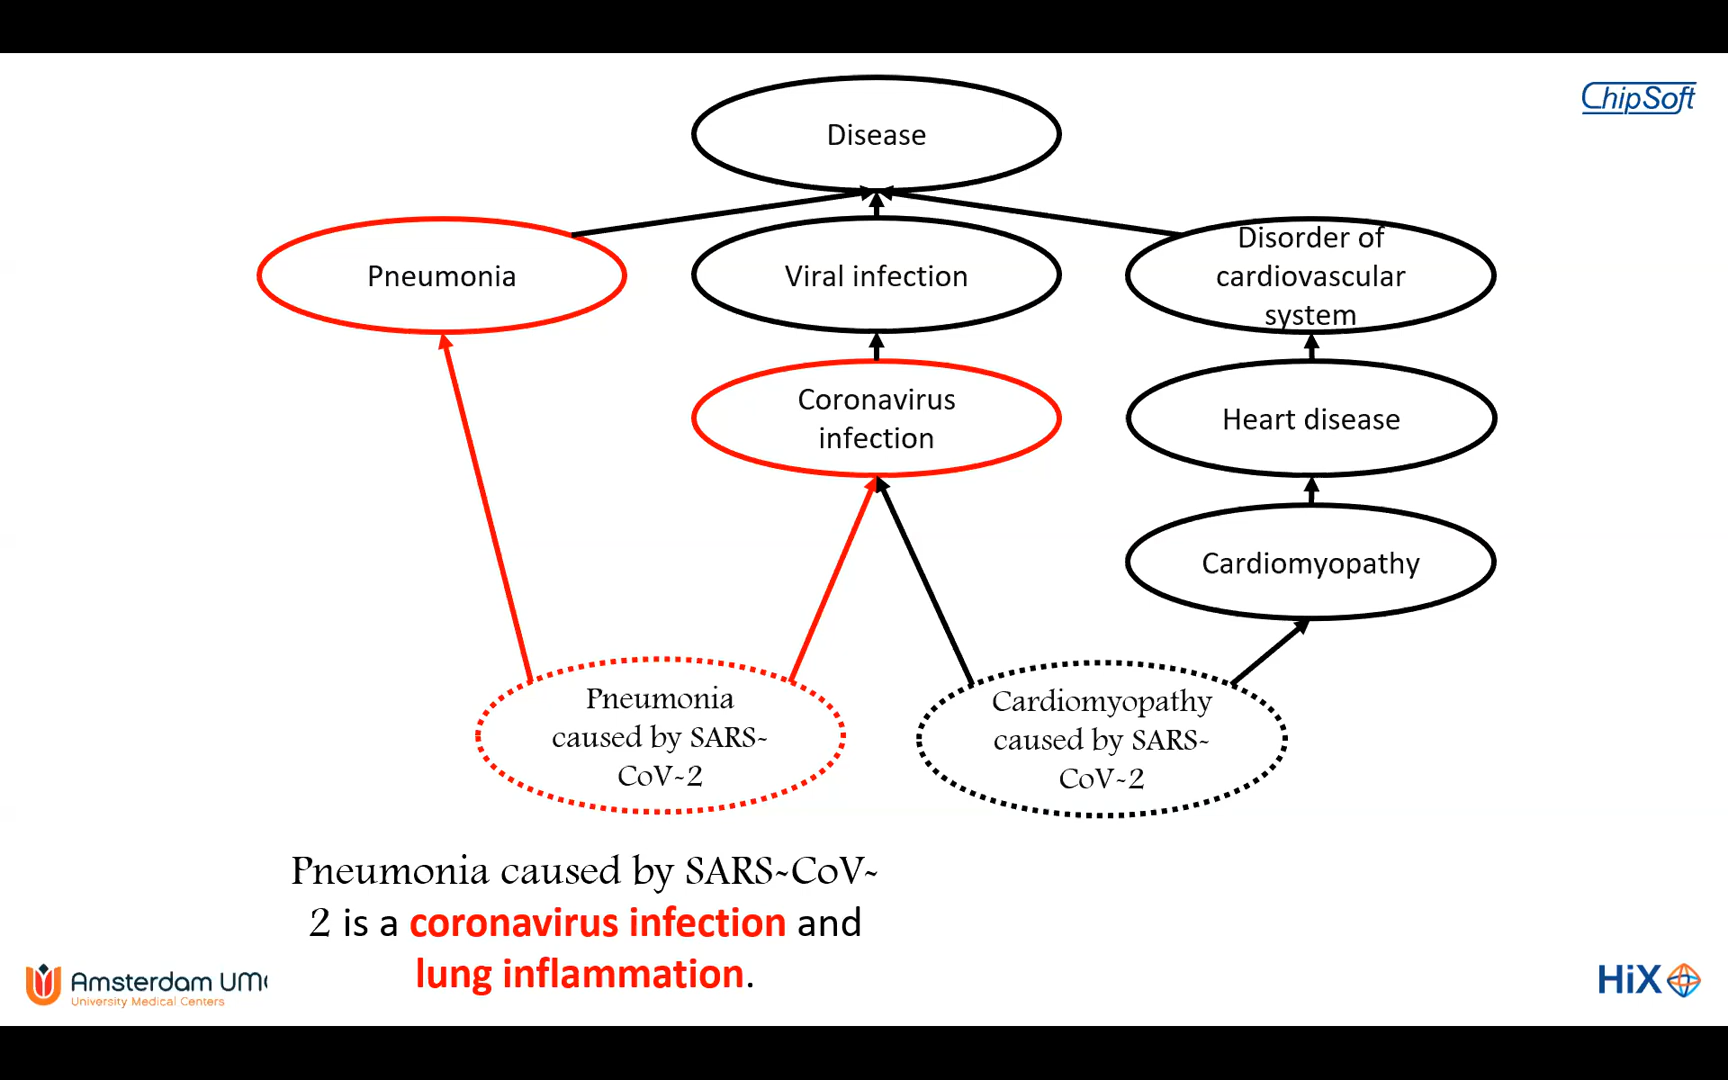 Disease
ChipSoft
Pneumonia
Viral infection
Disorder of
cardiovascular
system
Coronavirus
infection
Heart disease
Cardiomyopathy
Pneumonia
caused by SARS-
CoV-2
Cardiomyopathy
caused by SARS-
CoV-2
Pneumonia caused by SARS-CoV-
2 is a coronavirus infection and
lung inflammation.
Amsterdam UM
University Medical Centers
HiX